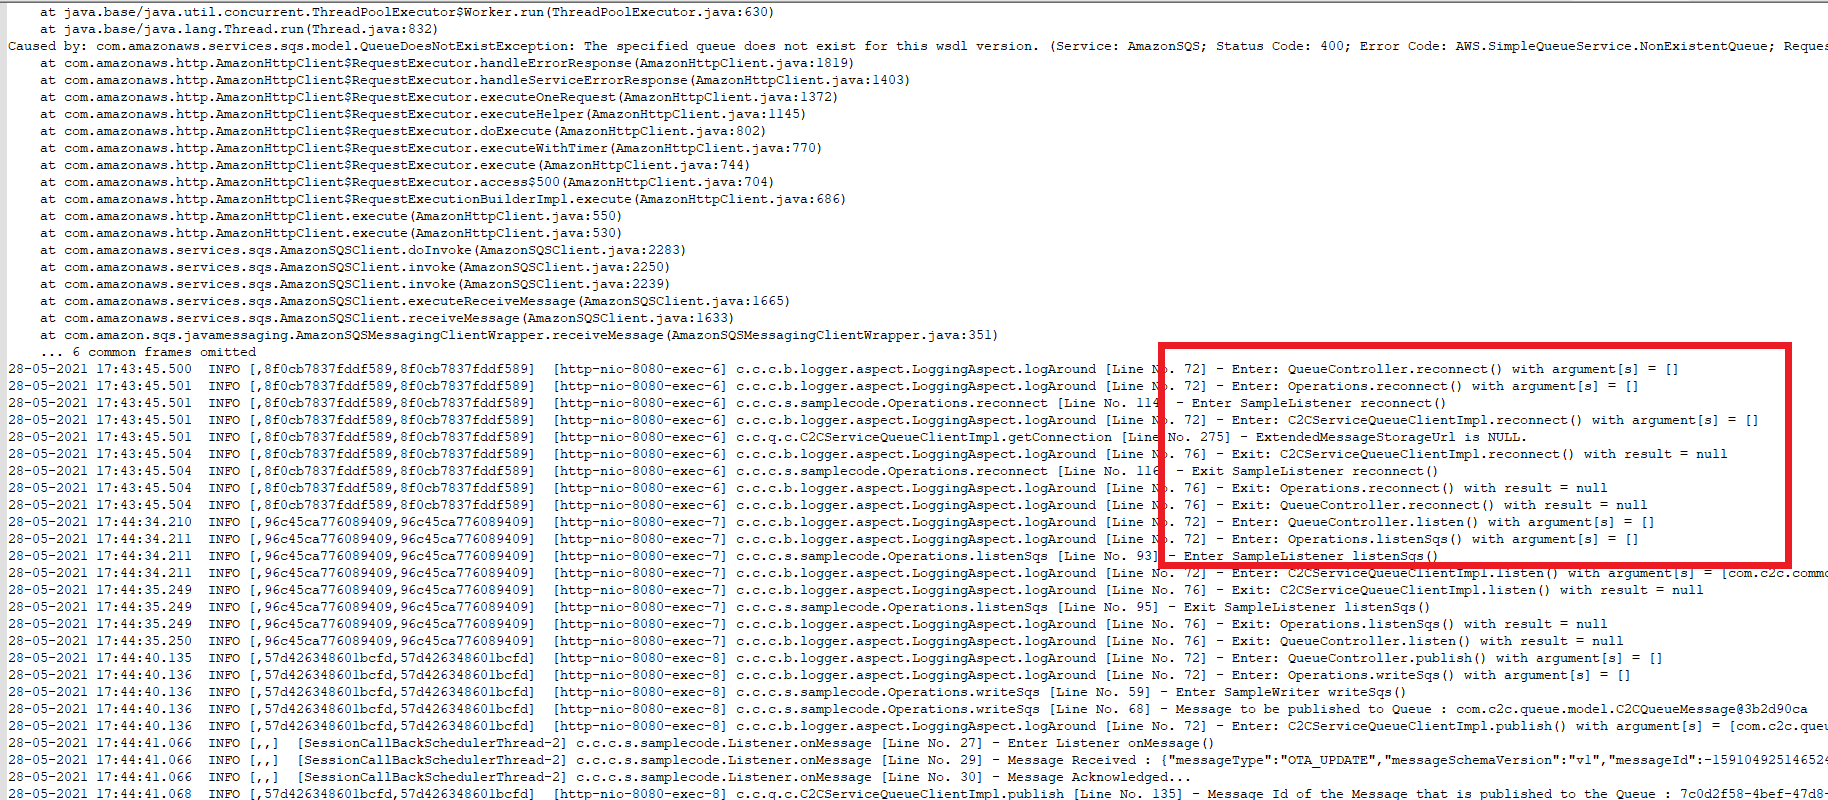 at java.base/java.util.concurrent.ThreadPoolExecutor$Worker.run(ThreadPoolExecutor.java:630)
at java.base/java.lang.Thread.run(Thread.java:832)
Caused by: com.amazonaws.services.sqs.model.QueueDoesNotExistException: The specified queue does not exist for this wsdl version. (Service: AmazonSQS; Status Code: 400; Error Code: AWS.SimpleQueueService.NonExistentQueue; Reques
at com.amazonaws.http.AmazonHttpClient$RequestExecutor.handleErrorResponse(AmazonHttpClient.java:1819)
at com.amazonaws.http.AmazonHttpClient$RequestExecutor.handleServiceErrorResponse(AmazonHttpClient.java:1403)
at com.amazonaws.http.AmazonHttpClient$RequestExecutor.executeOneRequest(AmazonHttpClient.java:1372)
at com.amazonaws.http.AmazonHttpClient$RequestExecutor.executeHelper(AmazonHttpClient.java:1145)
at com.amazonaws.http.AmazonHttpClient$RequestExecutor.doExecute(AmazonHttpClient.java:802)
at com.amazonaws.http.AmazonHttpClient$RequestExecutor.executeWithTimer(AmazonHttpClient.java:770)
at com.amazonaws.http.AmazonHttpClient$RequestExecutor.execute(AmazonHttpClient.java:744)
at com.amazonaws.http.AmazonHttpClient$RequestExecutor.access$500(AmazonHttpClient.java:704)
at com.amazonaws.http.AmazonHttpClient$RequestExecutionBuilderImpl.execute(AmazonHttpClient.java:686)
at com.amazonaws.http.AmazonHttpClient.execute(AmazonHttpClient.java:550)
at com.amazonaws.http.AmazonHttpClient.execute(AmazonHttpClient.java:530)
at com.amazonaws.services.sqs.AmazonSQSClient.doInvoke(AmazonSQSClient.java:2283)
at com.amazonaws.services.sqs.AmazonSQSClient.invoke(AmazonSQSClient.java:2250)
at com.amazonaws.services.sqs.AmazonSQSClient.invoke(AmazonSQSClient.java:2239)
at com.amazonaws.services.sqs.AmazonSQSClient.executeReceiveMessage(AmazonSQSClient.java:1665)
at com.amazonaws.services.sqs.AmazonSQSClient.receiveMessage(AmazonSQSClient.java:1633)
at com.amazon.sqs.javamessaging.AmazonSQSMessagingClientWrapper.receiveMessage(AmazonSQSMessagingClientWrapper.java:351)
... 6 common frames omitted
28-05-2021 17:43:45.500 INFO [,8f0cb7837fddf589,8f0cb7837fddf589] [http-nio-8080-exec-6] c.c.c.b.logger.aspect.LoggingAspect.logAround [Line No. 72] - Enter: QueueController.reconnect() with argument[s] = []
28-05-2021 17:43:45.501 INFO [,8f0cb7837fddf589,8f0cb7837fddf589] [http-nio-8080-exec-6] c.c.c.b.logger.aspect.LoggingAspect.logAround [Line No. 72] - Enter: Operations.reconnect() with argument[s] = []
28-05-2021 17:43:45.501 INFO [,8f0cb7837fddf589,8f0cb7837fddf589] [http-nio-8080-exec-6] c.c.c.s.samplecode.Operations.reconnect [Line No. 114] - Enter SampleListener reconnect()
28-05-2021 17:43:45.501 INFO [,8f0cb7837fddf589,8f0cb7837fddf589] [http-nio-8080-exec-6] c.c.c.b.logger.aspect.LoggingAspect.logAround [Line No. 72] - Enter: C2CServiceQueueClientImpl.reconnect() with argument[s] = []
28-05-2021 17:43:45.501 INFO [,8f0cb7837fddf589,8f0cb7837fddf589] [http-nio-8080-exec-6] c.c.q.c.C2CServiceQueueClientImpl.getConnection [Line No. 275] - ExtendedMessageStorageUrl is NULL.
28-05-2021 17:43:45.504 INFO [,8f0cb7837fddf589,8f0cb7837fddf589] [http-nio-8080-exec-6] c.c.c.b.logger.aspect.LoggingAspect.logAround [Line No. 76] - Exit: C2CServiceQueueClientImpl.reconnect() with result = null
28-05-2021 17:43:45.504 INFO [,8f0cb7837fddf589,8f0cb7837fddf589] [http-nio-8080-exec-6] c.c.c.s.samplecode.Operations.reconnect [Line No. 116] - Exit SampleListener reconnect()
28-05-2021 17:43:45.504 INFO [,8f0cb7837fddf589,8f0cb7837fddf589] [http-nio-8080-exec-6] c.c.c.b.logger.aspect.LoggingAspect.logAround [Line No. 76] - Exit: Operations.reconnect() with result = null
28-05-2021 17:43:45.504 INFO [,8f0cb7837fddf589,8f0cb7837fddf589] [http-nio-8080-exec-6] c.c.c.b.logger.aspect.LoggingAspect.logAround [Line No. 76] - Exit: QueueController.reconnect() with result = null
28-05-2021 17:44:34.210 INFO [,96c45ca776089409,96c45ca776089409] [http-nio-8080-exec-7] c.c.c.b.logger.aspect.LoggingAspect.logAround [Line No. 72] - Enter: QueueController.listen() with argument[s] = []
28-05-2021 17:44:34.211 INFO [,96c45ca776089409,96c45ca776089409] [http-nio-8080-exec-7] c.c.c.b.logger.aspect.LoggingAspect.logAround [Line No. 72] - Enter: Operations.listenSqs() with argument[s] = []
28-05-2021 17:44:34.211 INFO [,96c45ca776089409,96c45ca776089409] [http-nio-8080-exec-7] c.c.c.s.samplecode.Operations.listenSqs [Line No. 93] - Enter SampleListener listenSqs()
28-05-2021 17:44:34.211 INFO [,96c45ca776089409,96c45ca776089409] [http-nio-8080-exec-7] c.c.c.b.logger.aspect.LoggingAspect.logAround [Line No. 72] - Enter: C2CServiceQueueClientImpl.listen() with argument[s] = [com.c2c.commo
28-05-2021 17:44:35.249 INFO [,96c45ca776089409,96c45ca776089409] [http-nio-8080-exec-7] c.c.c.b.logger.aspect.LoggingAspect.logAround [Line No. 76] - Exit: C2CServiceQueueClientImpl.listen() with result = null
28-05-2021 17:44:35.249 INFO [,96c45ca776089409,96c45ca776089409] [http-nio-8080-exec-7] c.c.c.s.samplecode.Operations.listenSqs [Line No. 95] - Exit SampleListener listenSqs()
28-05-2021 17:44:35.249 INFO [,96c45ca776089409,96c45ca776089409] [http-nio-8080-exec-7] c.c.c.b.logger.aspect.LoggingAspect.logAround [Line No. 76] - Exit: Operations.listenSqs() with result = null
28-05-2021 17:44:35.250 INFO [,96c45ca776089409,96c45ca776089409] [http-nio-8080-exec-7] c.c.c.b.logger.aspect.LoggingAspect.logAround [Line No. 76] - Exit: QueueController.listen() with result = null
28-05-2021 17:44:40.135 INFO [,57d426348601bcfd,57d426348601bcfd] [http-nio-8080-exec-8] c.c.c.b.logger.aspect.LoggingAspect.logAround [Line No. 72] - Enter: QueueController.publish() with argument[s] = []
28-05-2021 17:44:40.136 INFO [,57d426348601bcfd,57d426348601bcfd] [http-nio-8080-exec-8] c.c.c.b.logger.aspect.LoggingAspect.logAround [Line No. 72] - Enter: Operations.writeSqs() with argument[s] = []
28-05-2021 17:44:40.136 INFO [,57d426348601bcfd,57d426348601bcfd] [http-nio-8080-exec-8] c.c.c.s.samplecode.Operations.writeSqs [Line No. 59] - Enter SampleWriter writeSqs()
28-05-2021 17:44:40.136 INFO [,57d426348601bcfd,57d426348601bcfd] [http-nio-8080-exec-8] c.c.c.s.samplecode.Operations.writeSqs [Line No. 68] - Message to be published to Queue : com.c2c.queue.model.C2CQueueMessage@3b2d90ca
28-05-2021 17:44:40.136 INFO [,57d426348601bcfd,57d426348601bcfd] [http-nio-8080-exec-8] c.c.c.b.logger.aspect.LoggingAspect.logAround [Line No. 72] - Enter: C2CServiceQueueClientImpl.publish() with argument[s] = [com.c2c.queu
28-05-2021 17:44:41.066 INFO [,,] [SessionCallBackSchedulerThread-2] c.c.c.s.samplecode.Listener.onMessage [Line No. 27] - Enter Listener onMessage()
28-05-2021 17:44:41.066 INFO [,,] [SessionCallBackSchedulerThread-2] c.c.c.s.samplecode.Listener.onMessage [Line No. 29] - Message Received : {"messageType":"OTA_UPDATE","messageSchemaVersion":"v1","messageId":-159104925146524
28-05-2021 17:44:41.066 INFO [,,] [SessionCallBackSchedulerThread-2] c.c.c.s.samplecode.Listener.onMessage [Line No. 30] - Message Acknowledged...
28-05-2021 17:44:41.068 INFO [,57d426348601bcfd,57d426348601bcfd] [http-nio-8080-exec-8] c.c.q.c.C2CServiceQueueClientImpl.publish [Line No. 135] - Message Id of the Message that is published to the Queue : 7c0d2f58-4bef-47d8-